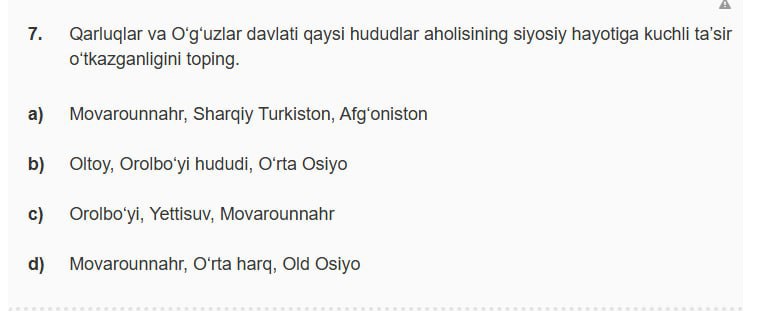 7. Qarluqlar va O‘g‘uzlar davlati qaysi hududlar aholisining siyosiy hayotiga kuchli ta’sir
o‘tkazganligini toping.
a) Movarounnahr, Sharqiy Turkiston, Afg‘oniston
b) Oltoy, Orolbo‘yi hududi, O‘rta Osiyo
c) Orolbo‘yi, Yettisuv, Movarounnahr
d) Movarounnahr, O‘rta harq, Old Osiyo